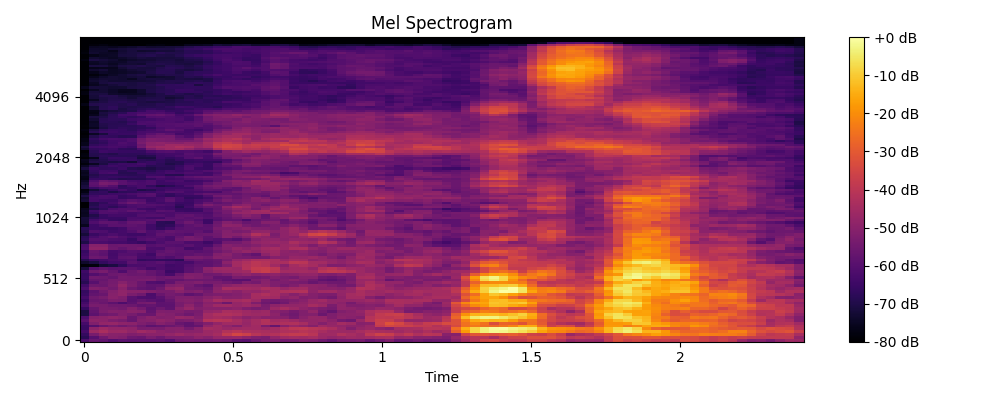 Mel Spectrogram
+0 dB
-10 dB
-20 dB
-30 dB
-40 dB
-50 dB
-60 dB
-70 dB
-80 dB
4096
2048
1024
512
0
Hz
0
0.5
1
1.5
2
Time